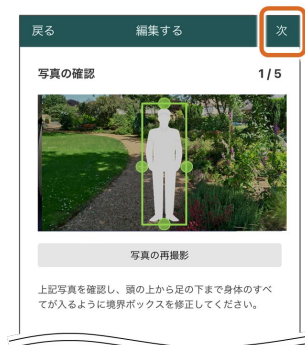 戻る 編集する 次
写真の確認 1/5
写真の再撮影
上記写真を確認し、頭の上から足の下まで身体のすべ
てが入るように境界ボックスを修正してください。